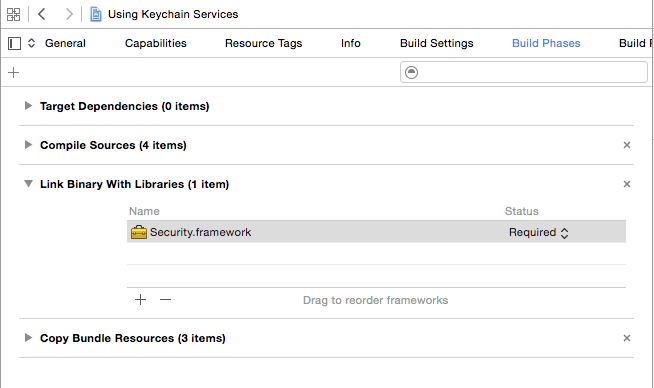 Using Keychain Services
General Capabilities Resource Tags Info Build Settings Build Phases Build
Target Dependencies (0 items)
Compile Sources (4 items)
Link Binary With Libraries (1 item)
Name Status
Security.framework Required
Drag to reorder frameworks
Copy Bundle Resources (3 items)